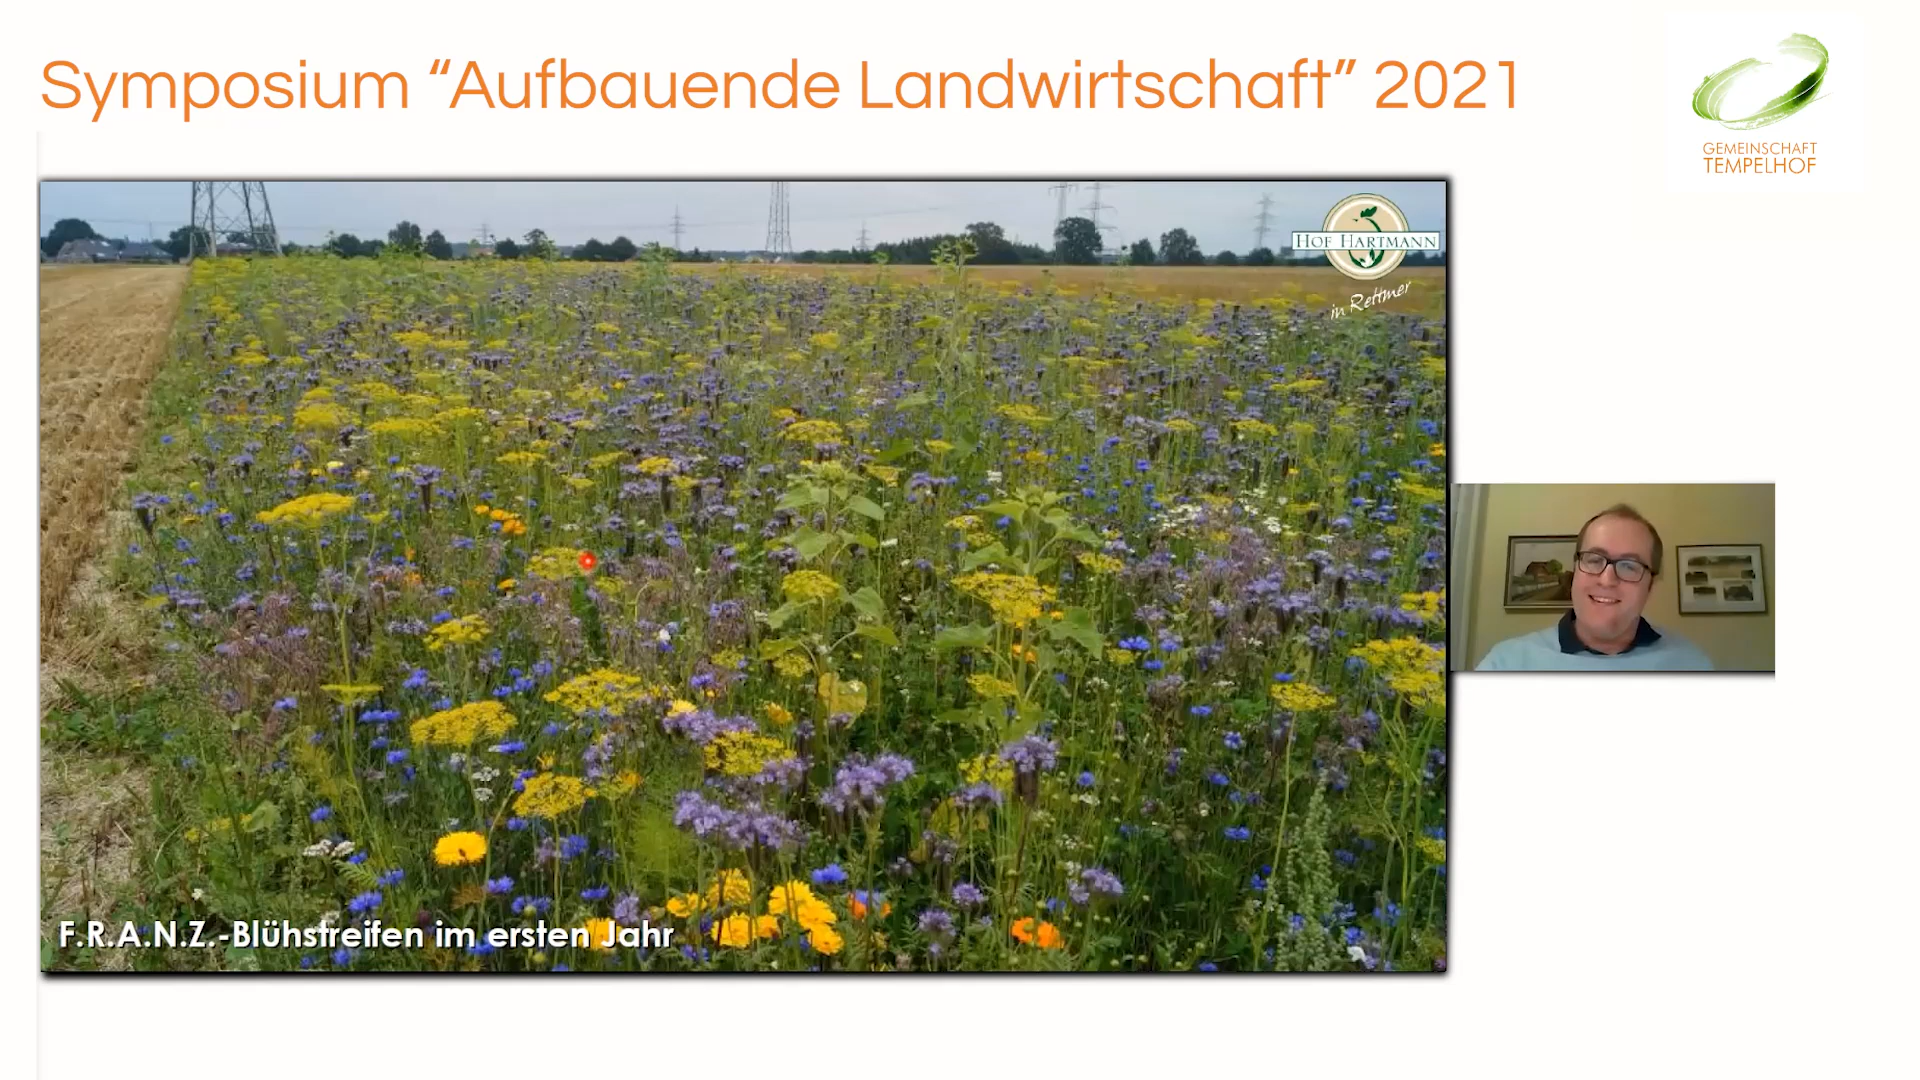 Symposium “Aufbauende Landwirtschaft” 2021
GEMEINSCHAFT
TEMPELHOF
HOF HARTMANN
in Rettmer
F.R.A.N.Z.-Blühstreifen im ersten Jahr